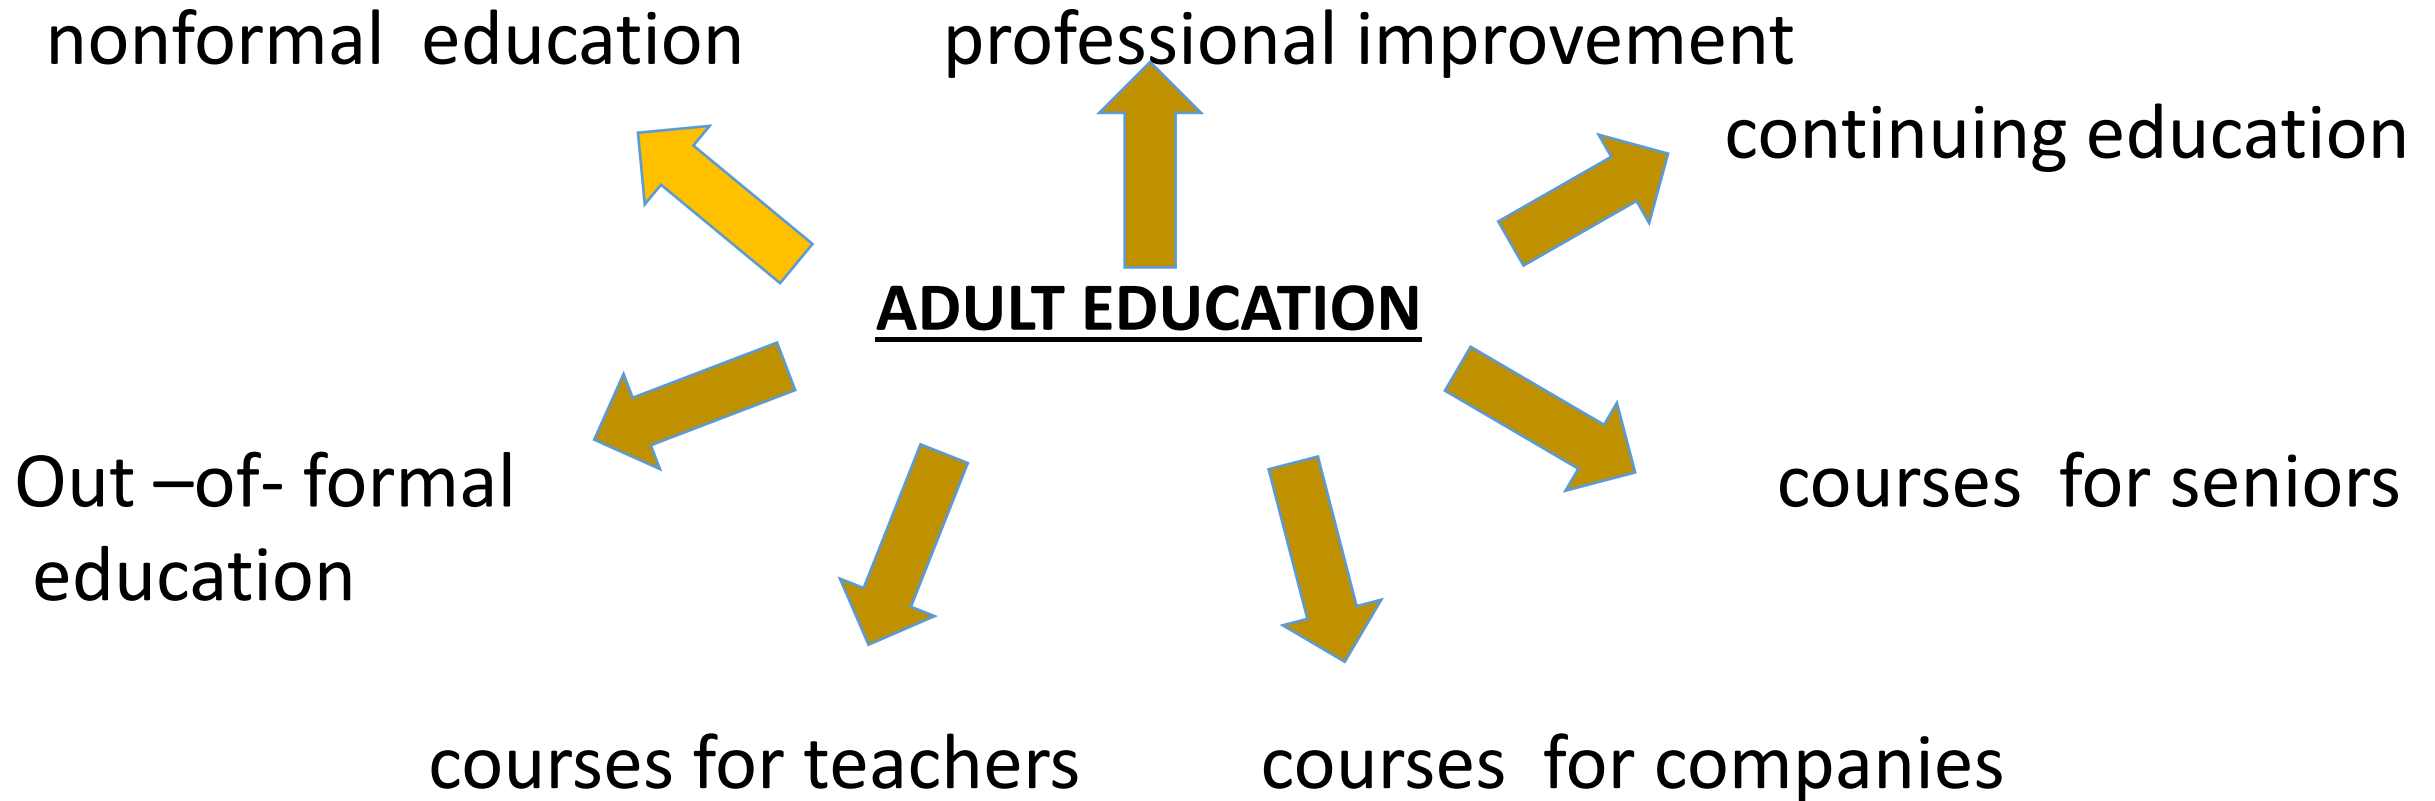 nonformal education
professional improvement
continuing education
ADULT EDUCATION
Out –of- formal
education
courses for seniors
courses for teachers
courses for companies